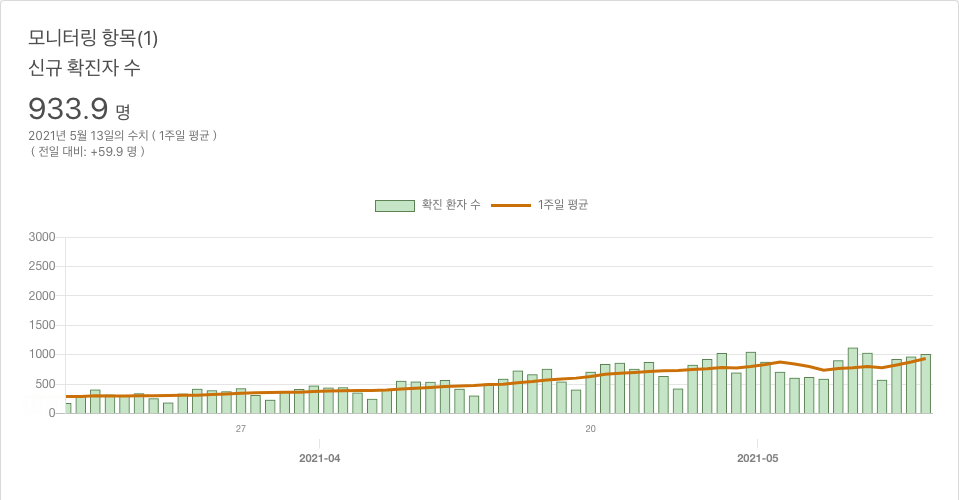 모니터링 항목(1)
신규 확진자 수
933.9 명
2021년 5월 13일의 수치 ( 1주일 평균 )
( 전일 대비: +59.9 명 )
확진 환자 수 1주일 평균
3000
2500
2000
1500
1000
500
0
27 20
2021-04 2021-05